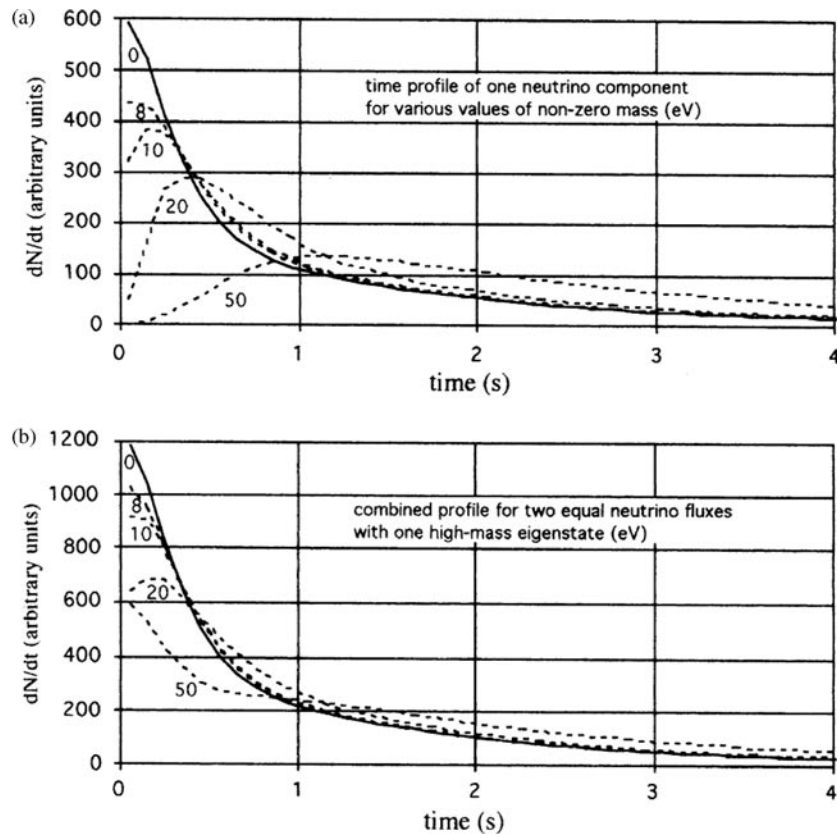 (a)
600
500
400
300
200
100
0
dN/dt (arbitrary units)
0
8
10
20
50
time profile of one neutrino component
for various values of non-zero mass (eV)
0 1 2 3 4
time (s)
(b)
1200
1000
800
600
400
200
0
dN/dt (arbitrary units)
0
8
10
20
50
combined profile for two equal neutrino fluxes
with one high-mass eigenstate (eV)
0 1 2 3 4
time (s)